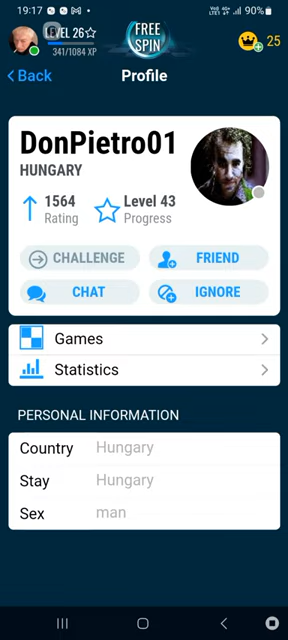 19:17
90%
LEVEL 26
341/1084 XP
FREE
SPIN
25
Back
Profile
DonPietro01
HUNGARY
1564
Rating
Level 43
Progress
CHALLENGE
FRIEND
CHAT
IGNORE
Games
Statistics
PERSONAL INFORMATION
Country Hungary
Stay Hungary
Sex man